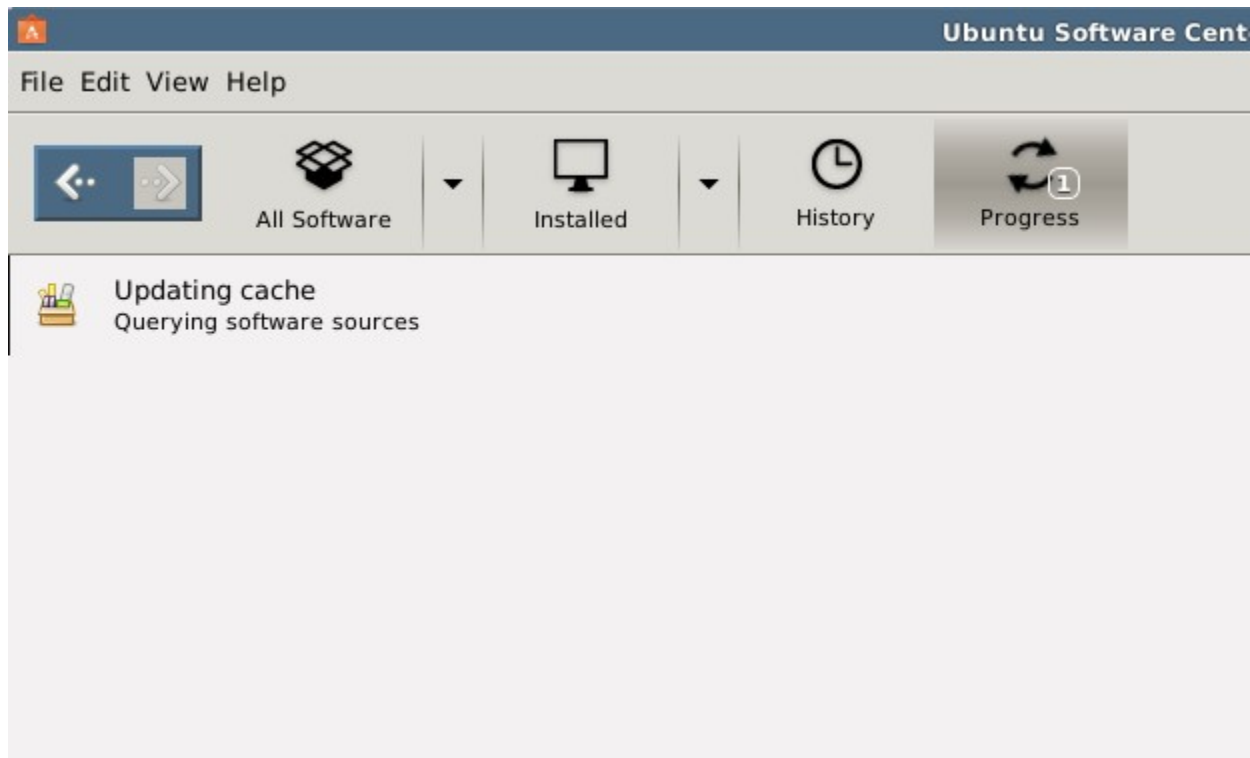 Ubuntu Software Cent
File Edit View Help
All Software
Installed
History
1
Progress
Updating cache
Querying software sources